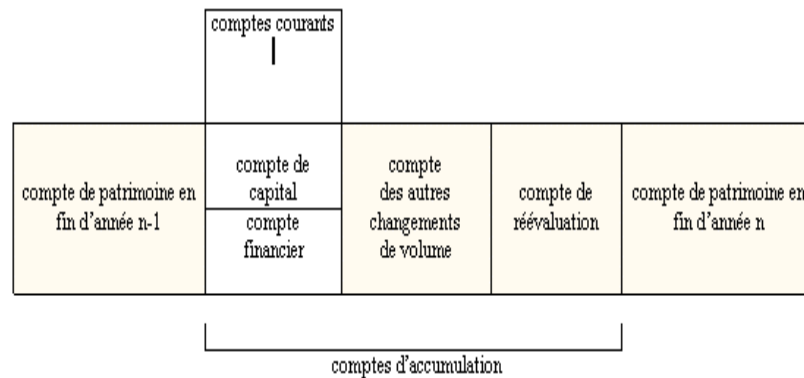 comptes courants
compte de patrimoine en
fin d'année n-1
compte de
capital
compte
financier
compte
des autres
changements
de volume
compte de
réévaluation
compte de patrimoine en
fin d'année n
comptes d'accumulation